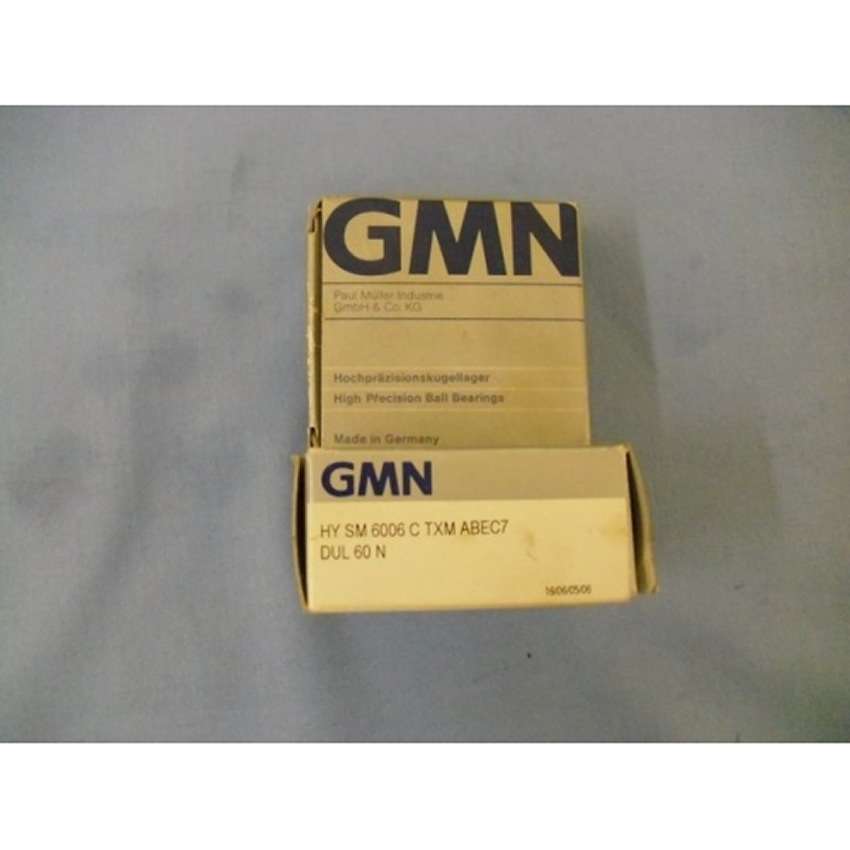 GMN
Paul Müller Industrie
GmbH & Co. KG
Hochpräzisionskugellager
High Precision Ball Bearings
Made in Germany
GMN
HY SM 6006 C TXM ABEC7
DUL 60 N